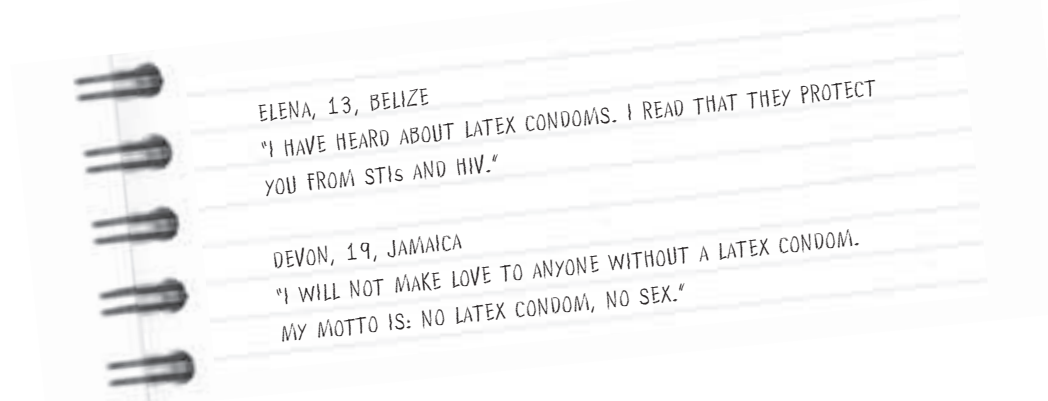 ELENA, 13, BELIZE
"I HAVE HEARD ABOUT LATEX CONDOMS. I READ THAT THEY PROTECT
YOU FROM STIs AND HIV."
DEVON, 19, JAMAICA
"I WILL NOT MAKE LOVE TO ANYONE WITHOUT A LATEX CONDOM.
MY MOTTO IS: NO LATEX CONDOM, NO SEX."